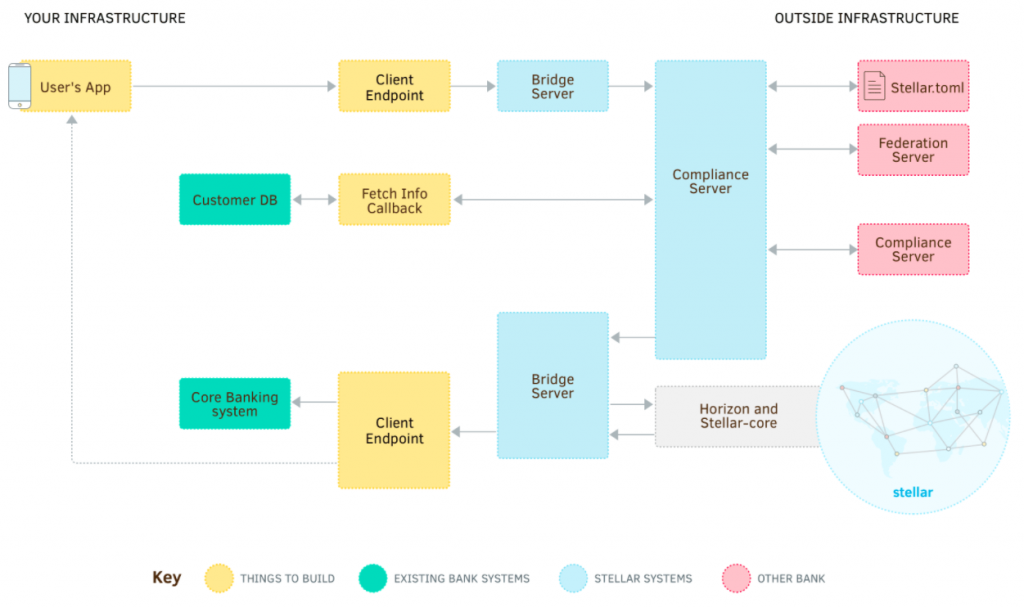 YOUR INFRASTRUCTURE
OUTSIDE INFRASTRUCTURE
User's App
Client
Endpoint
Bridge
Server
Stellar.toml
Federation
Server
Compliance
Server
Customer DB
Fetch Info
Callback
Compliance
Server
Bridge
Server
Core Banking
system
Client
Endpoint
Horizon and
Stellar-core
stellar
Key
THINGS TO BUILD
EXISTING BANK SYSTEMS
STELLAR SYSTEMS
OTHER BANK